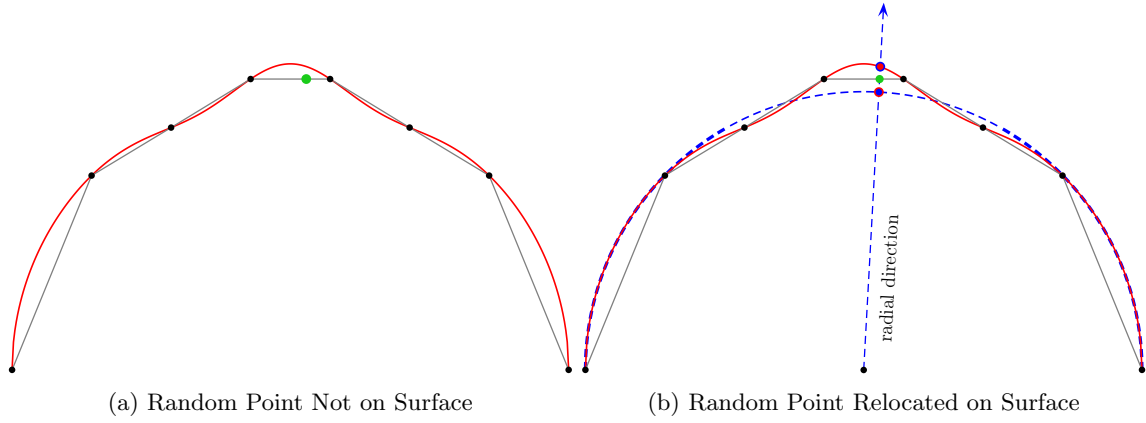 radial direction
(a) Random Point Not on Surface
(b) Random Point Relocated on Surface